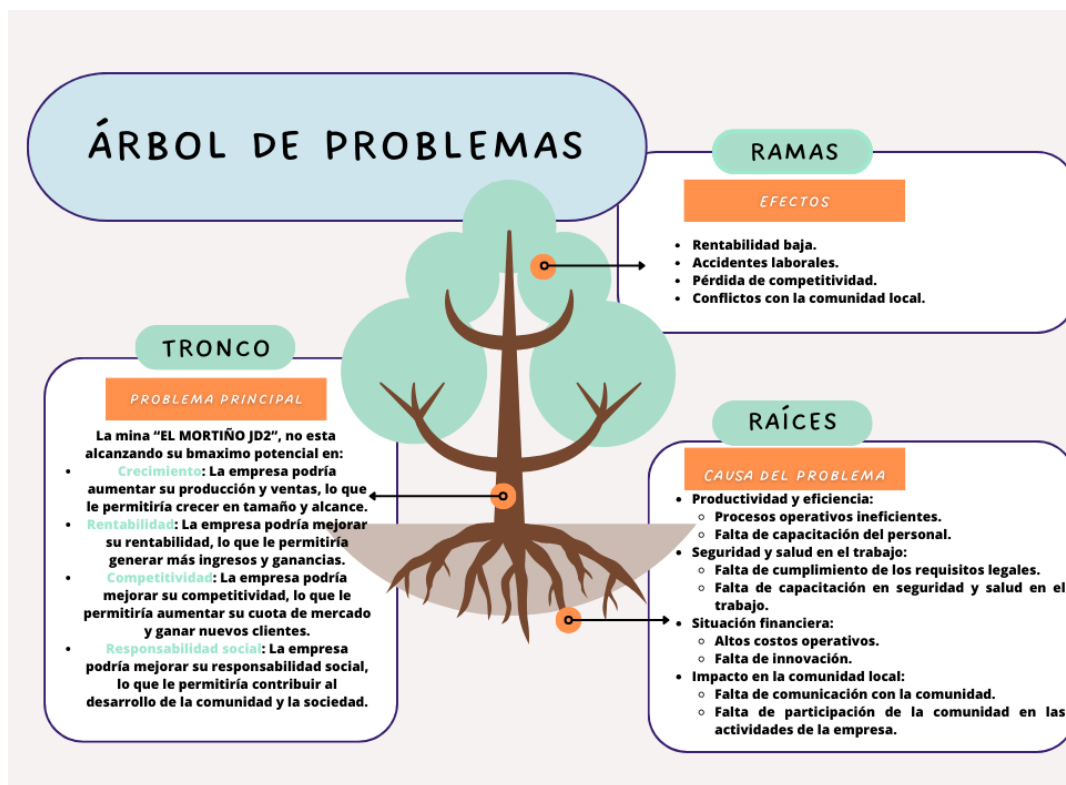 ÁRBOL DE PROBLEMAS
RAMAS
EFECTOS
• Rentabilidad baja.
• Accidentes laborales.
• Pérdida de competitividad.
• Conflictos con la comunidad local.
TRONCO
PROBLEMA PRINCIPAL
La mina “EL MORTIÑO JD2”, no esta
alcanzando su bmaximo potencial en:
• Crecimiento: La empresa podría
aumentar su producción y ventas, lo que
le permitiría crecer en tamaño y alcance.
• Rentabilidad: La empresa podría mejorar
su rentabilidad, lo que le permitiría
generar más ingresos y ganancias.
• Competitividad: La empresa podría
mejorar su competitividad, lo que le
permitiría aumentar su cuota de mercado
y ganar nuevos clientes.
• Responsabilidad social: La empresa
podría mejorar su responsabilidad social,
lo que le permitiría contribuir al
desarrollo de la comunidad y la sociedad.
RAÍCES
CAUSA DEL PROBLEMA
• Productividad y eficiencia:
◦ Procesos operativos ineficientes.
◦ Falta de capacitación del personal.
• Seguridad y salud en el trabajo:
◦ Falta de cumplimiento de los requisitos legales.
◦ Falta de capacitación en seguridad y salud en el
trabajo.
• Situación financiera:
◦ Altos costos operativos.
◦ Falta de innovación.
• Impacto en la comunidad local:
◦ Falta de comunicación con la comunidad.
◦ Falta de participación de la comunidad en las
actividades de la empresa.